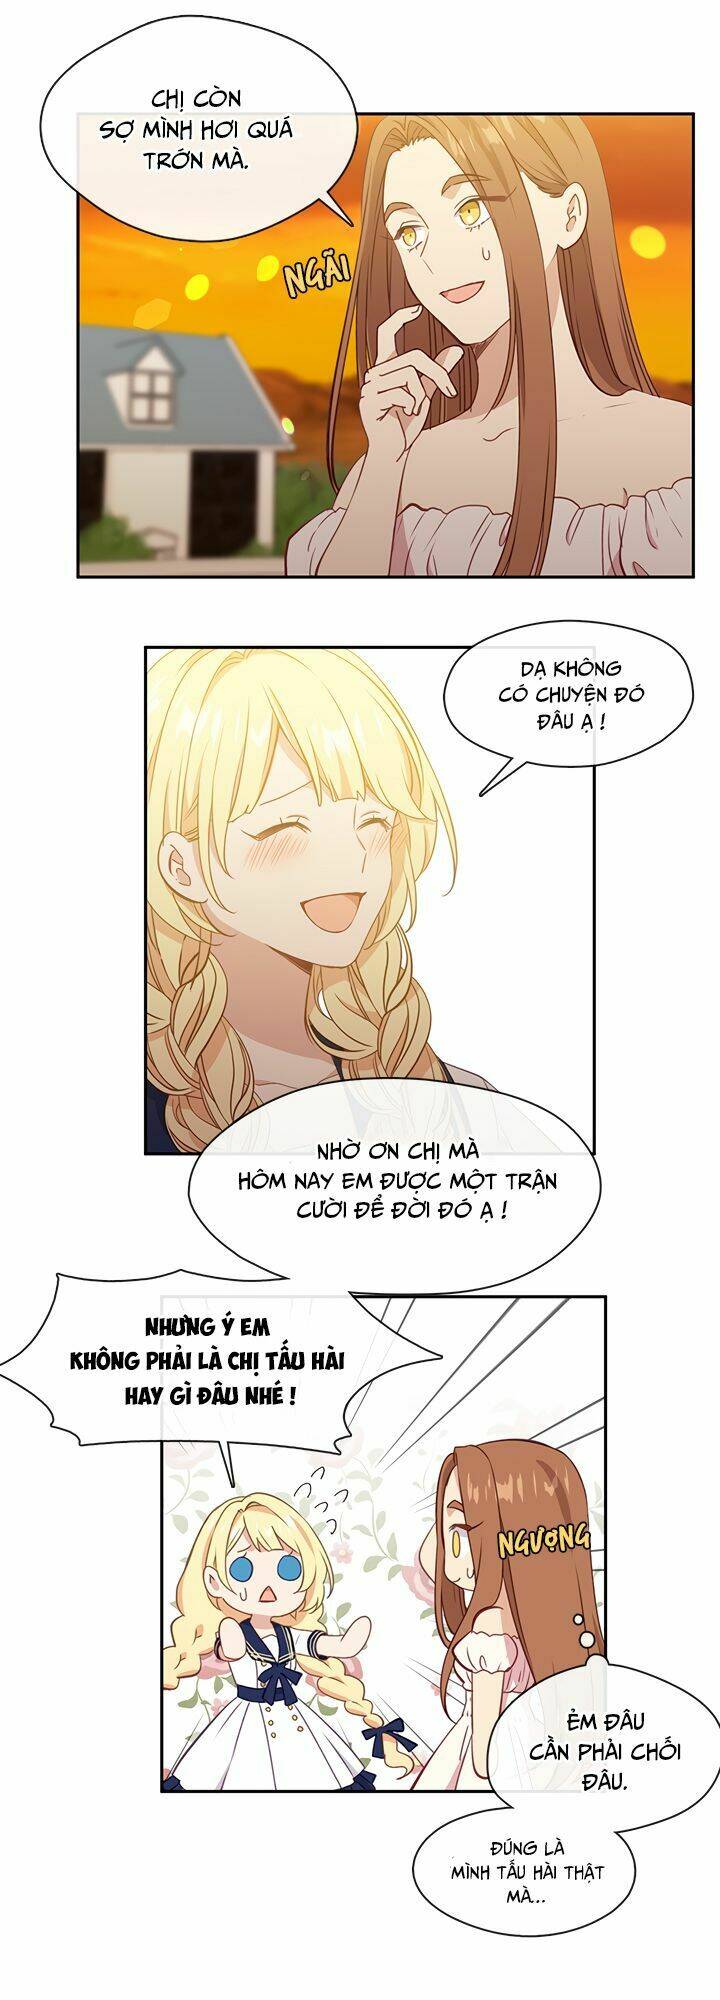 CHỊ CÒN
SỢ MÌNH HƠI QUÁ
TRỚN MÀ.
NGÃI
DẠ KHÔNG
CÓ CHUYỆN ĐÓ
ĐÂU Ạ !
NHỜ ƠN CHỊ MÀ
HÔM NAY EM ĐƯỢC MỘT TRẬN
CƯỜI ĐỂ ĐỜI ĐÓ Ạ !
NHƯNG Ý EM
KHÔNG PHẢI LÀ CHỊ TẤU HÀI
HAY GÌ ĐÂU NHÉ !
NGƯỢNG
ẺM ĐÂU
CẦN PHẢI CHỐI
ĐÂU.
ĐÚNG LÀ
MÌNH TẤU HÀI THẬT
MÀ...